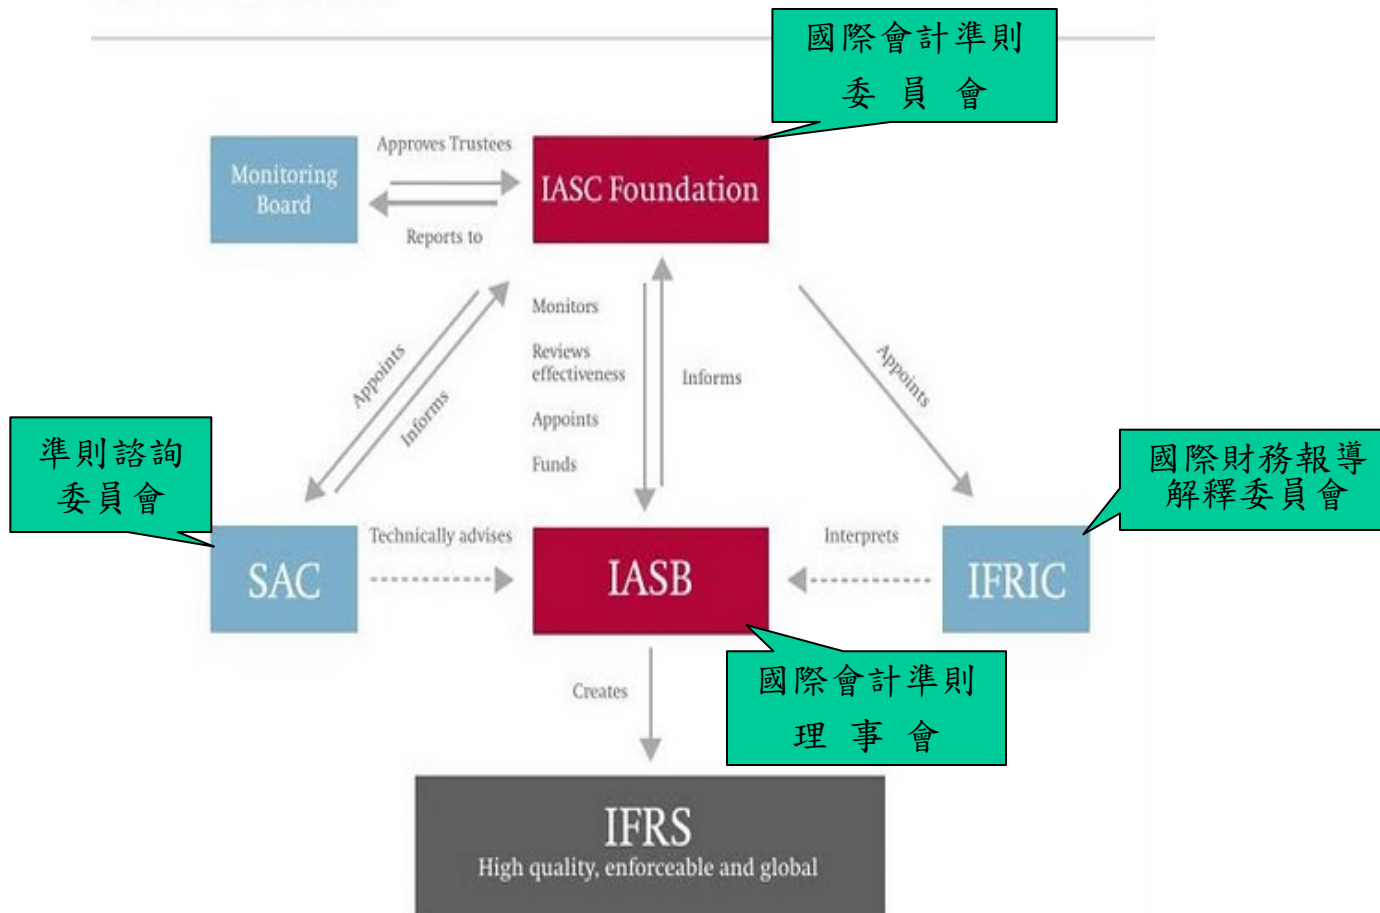 國際會計準則
委員會
Approves Trustees
Monitoring
Board
IASC Foundation
Reports to
Monitors
Reviews
effectiveness
Appoints
Funds
Informs
Appoints
Informs
Appoints
準則諮詢
委員會
國際財務報導
解釋委員會
Technically advises
Interprets
SAC
IASB
IFRIC
國際會計準則
理事會
Creates
IFRS
High quality, enforceable and global